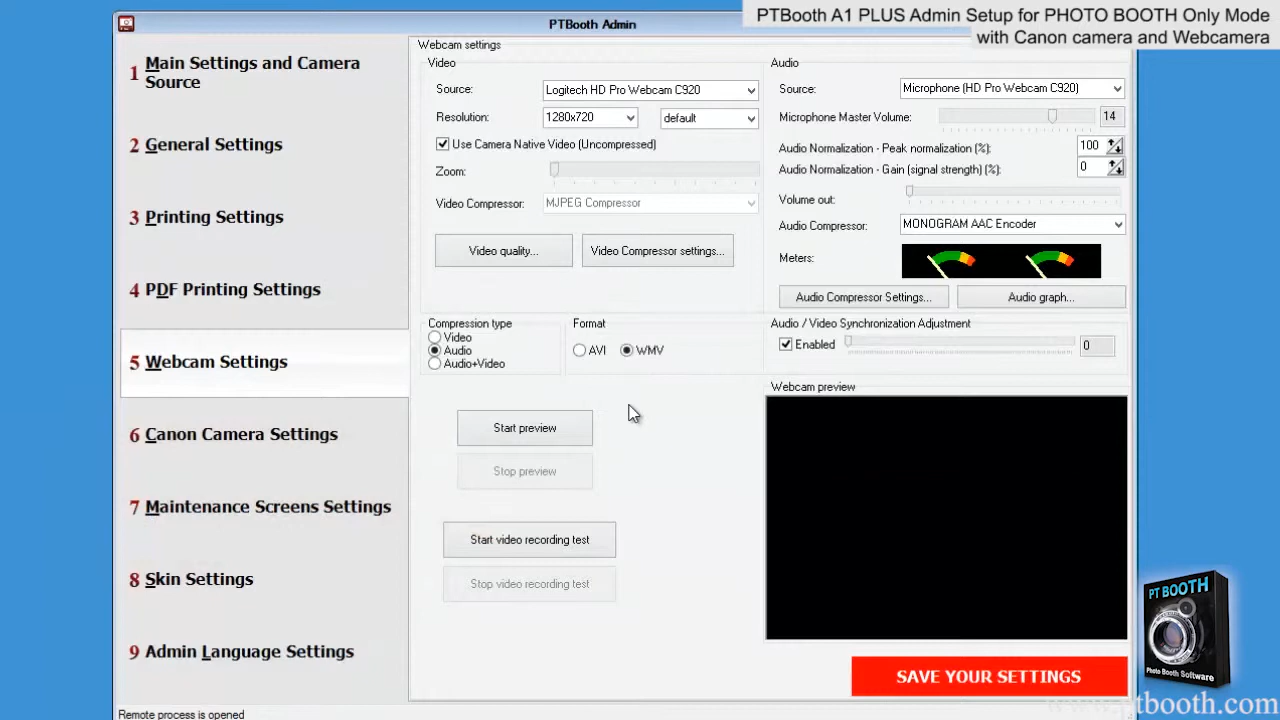 PTBooth Admin
PTBooth A1 PLUS Admin Setup for PHOTO BOOTH Only Mode
with Canon camera and Webcamera
1 Main Settings and Camera
Source
2 General Settings
3 Printing Settings
4 PDF Printing Settings
5 Webcam Settings
6 Canon Camera Settings
7 Maintenance Screens Settings
8 Skin Settings
9 Admin Language Settings
Webcam settings
Video
Source: Logitech HD Pro Webcam C920
Resolution: 1280x720 default
Use Camera Native Video (Uncompressed)
Zoom:
Video Compressor: MJPEG Compressor
Video quality... Video Compressor settings...
Audio
Source: Microphone (HD Pro Webcam C920)
Microphone Master Volume: 14
Audio Normalization - Peak normalization (%): 100
Audio Normalization - Gain (signal strength) (%): 0
Volume out:
Audio Compressor: MONOGRAM AAC Encoder
Meters:
Audio Compressor Settings... Audio graph...
Compression type
Video
Audio
Audio+Video
Format
AVI WMV
Audio / Video Synchronization Adjustment
Enabled 0
Start preview
Stop preview
Start video recording test
Stop video recording test
Webcam preview
SAVE YOUR SETTINGS
PT BOOTH
Photo Booth Software
www.ptbooth.com
Remote process is opened